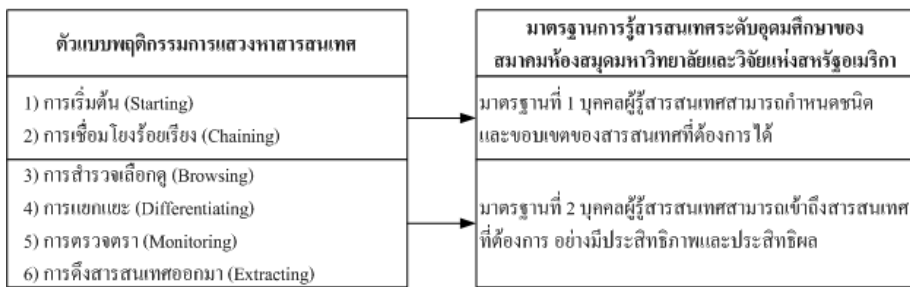 ตัวแบบพฤติกรรมการแสวงหาสารสนเทศ
1) การเริ่มต้น (Starting)
2) การเชื่อมโยงร้อยเรียง (Chaining)
3) การสำรวจเลือกดู (Browsing)
4) การแยกแยะ (Differentiating)
5) การตรวจตรา (Monitoring)
6) การดึงสารสนเทศออกมา (Extracting)
มาตรฐานการรู้สารสนเทศระดับอุดมศึกษาของ
สมาคมห้องสมุดมหาวิทยาลัยและวิจัยแห่งสหรัฐอเมริกา
มาตรฐานที่ 1 บุคคลผู้รู้สารสนเทศสามารถกำหนดชนิด
และขอบเขตของสารสนเทศที่ต้องการได้
มาตรฐานที่ 2 บุคคลผู้รู้สารสนเทศสามารถเข้าถึงสารสนเทศ
ที่ต้องการ อย่างมีประสิทธิภาพและประสิทธิผล